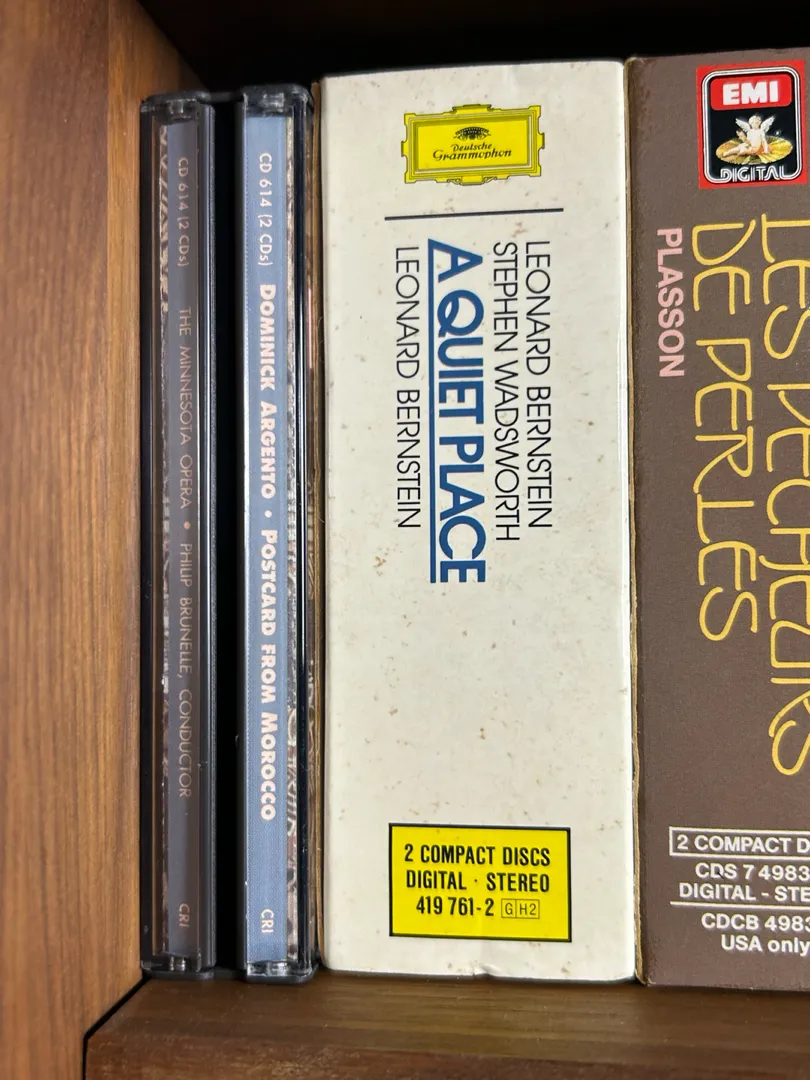 CD 614 (2 CDs) THE MINNESOTA OPERA • PHILIP BRUNELLE, CONDUCTOR CRI
CD 614 (2 CDs) DOMINICK ARGENTO • POSTCARD FROM MOROCCO CRI
Deutsche
Grammophon
LEONARD BERNSTEIN
STEPHEN WADSWORTH
A QUIET PLACE
LEONARD BERNSTEIN
2 COMPACT DISCS
DIGITAL · STEREO
419 761-2 GH2
EMI
DIGITAL
LES PECHEURS
DE PERLES
PLASSON
2 COMPACT D
CDS 7 4983
DIGITAL - STE
CDCB 4983
USA only